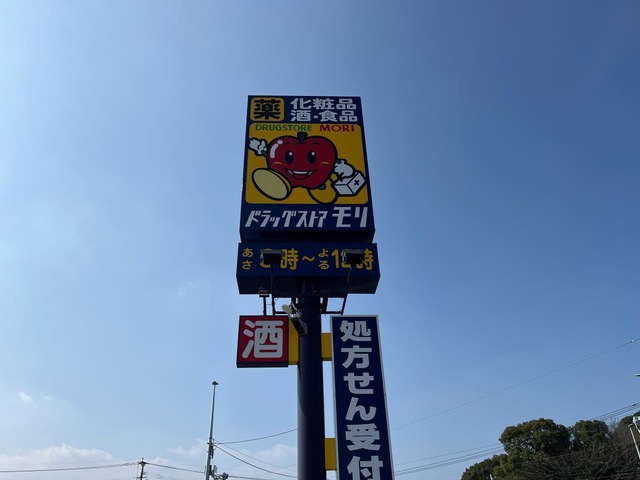 薬
化粧品
酒・食品
DRUGSTORE MORI
ドラッグストア モリ
あさ 時〜よる1 時
酒
処方せん受付